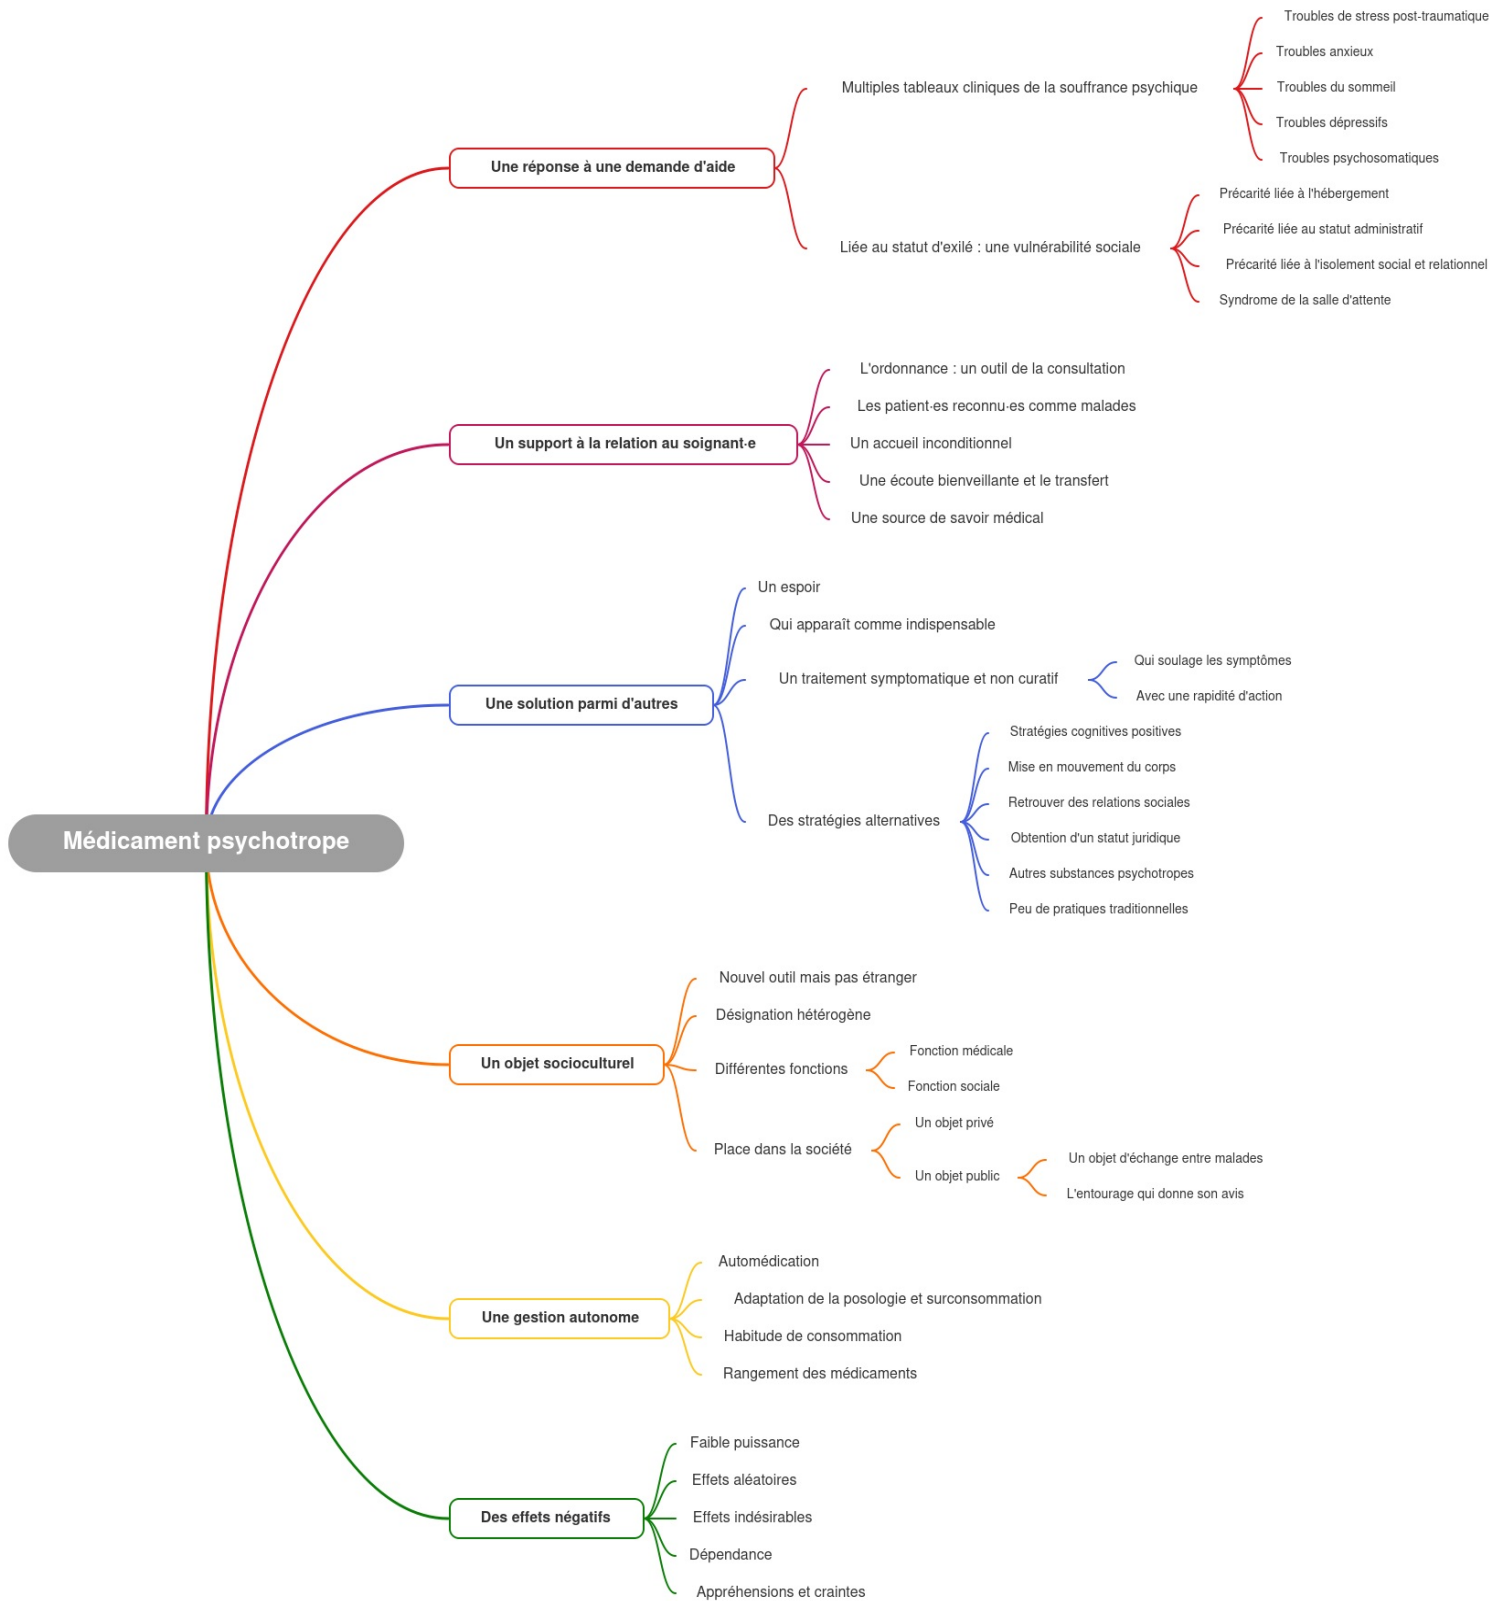 Médicament psychotrope
Une réponse à une demande d'aide
Multiples tableaux cliniques de la souffrance psychique
Troubles de stress post-traumatique
Troubles anxieux
Troubles du sommeil
Troubles dépressifs
Troubles psychosomatiques
Liée au statut d'exilé : une vulnérabilité sociale
Précarité liée à l'hébergement
Précarité liée au statut administratif
Précarité liée à l'isolement social et relationnel
Syndrome de la salle d'attente
Un support à la relation au soignant·e
L'ordonnance : un outil de la consultation
Les patient·es reconnu·es comme malades
Un accueil inconditionnel
Une écoute bienveillante et le transfert
Une source de savoir médical
Une solution parmi d'autres
Un espoir
Qui apparaît comme indispensable
Un traitement symptomatique et non curatif
Qui soulage les symptômes
Avec une rapidité d'action
Des stratégies alternatives
Stratégies cognitives positives
Mise en mouvement du corps
Retrouver des relations sociales
Obtention d'un statut juridique
Autres substances psychotropes
Peu de pratiques traditionnelles
Un objet socioculturel
Nouvel outil mais pas étranger
Désignation hétérogène
Différentes fonctions
Fonction médicale
Fonction sociale
Place dans la société
Un objet privé
Un objet public
Un objet d'échange entre malades
L'entourage qui donne son avis
Une gestion autonome
Automédication
Adaptation de la posologie et surconsommation
Habitude de consommation
Rangement des médicaments
Des effets négatifs
Faible puissance
Effets aléatoires
Effets indésirables
Dépendance
Appréhensions et craintes